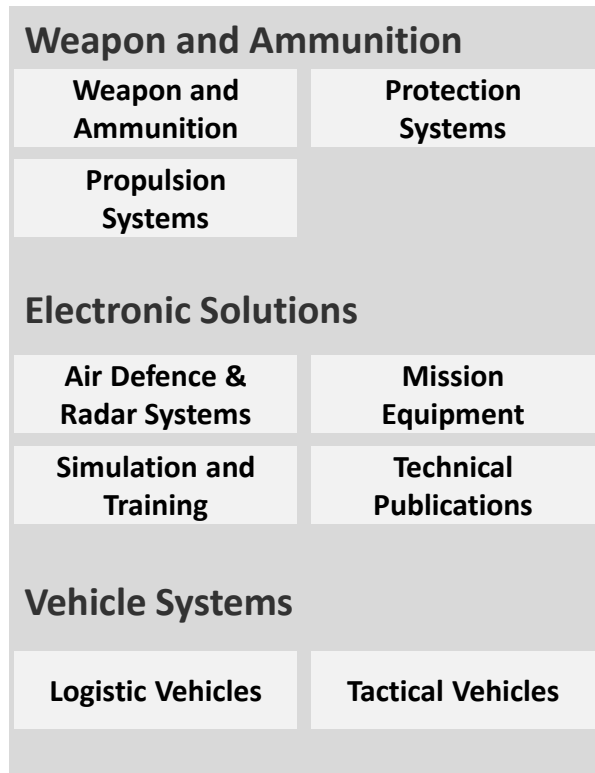 Weapon and Ammunition
Weapon and
Ammunition
Protection
Systems
Propulsion
Systems
Electronic Solutions
Air Defence &
Radar Systems
Mission
Equipment
Simulation and
Training
Technical
Publications
Vehicle Systems
Logistic Vehicles
Tactical Vehicles